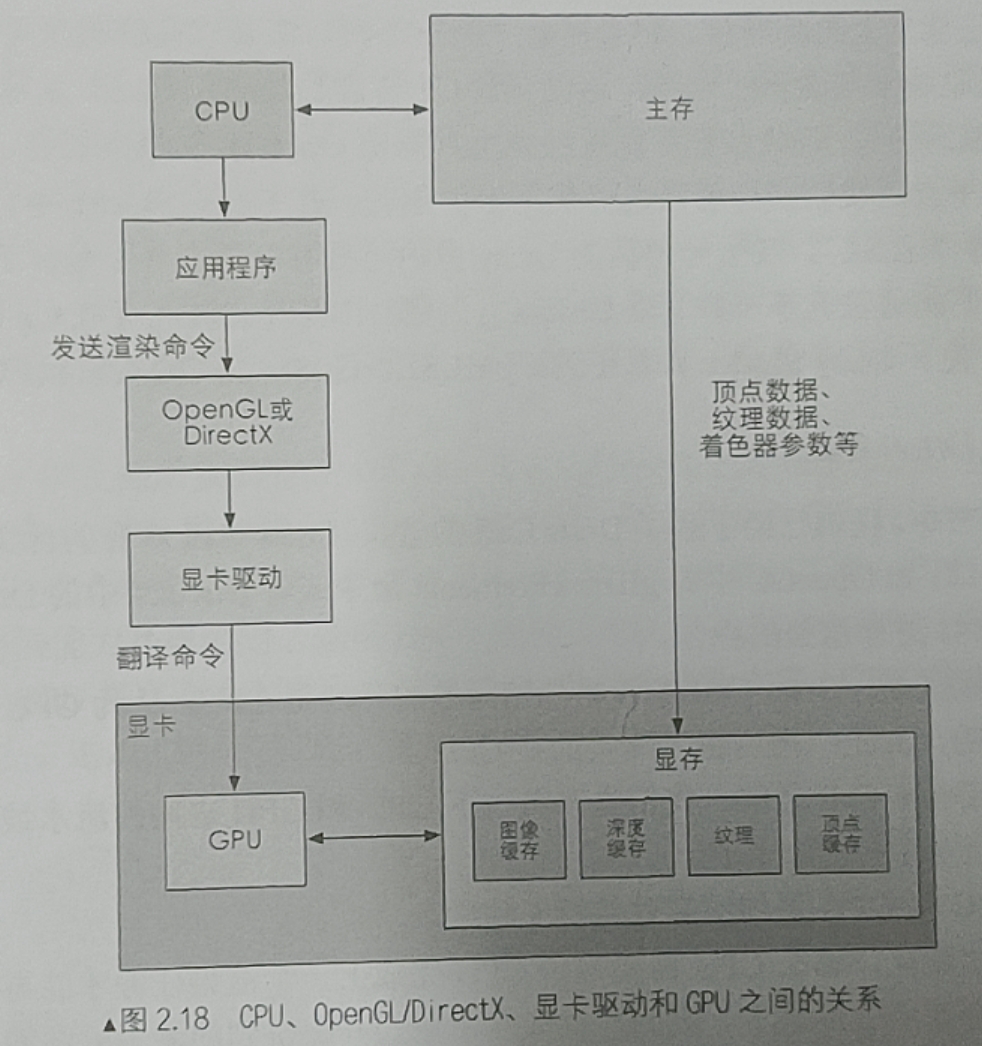 CPU
主存
应用程序
发送渲染命令
OpenGL或
DirectX
顶点数据、
纹理数据、
着色器参数等
显卡驱动
翻译命令
显卡
显存
GPU
图像
缓存
深度
缓存
纹理
顶点
缓存
▲图 2.18 CPU、OpenGL/DirectX、显卡驱动和 GPU 之间的关系